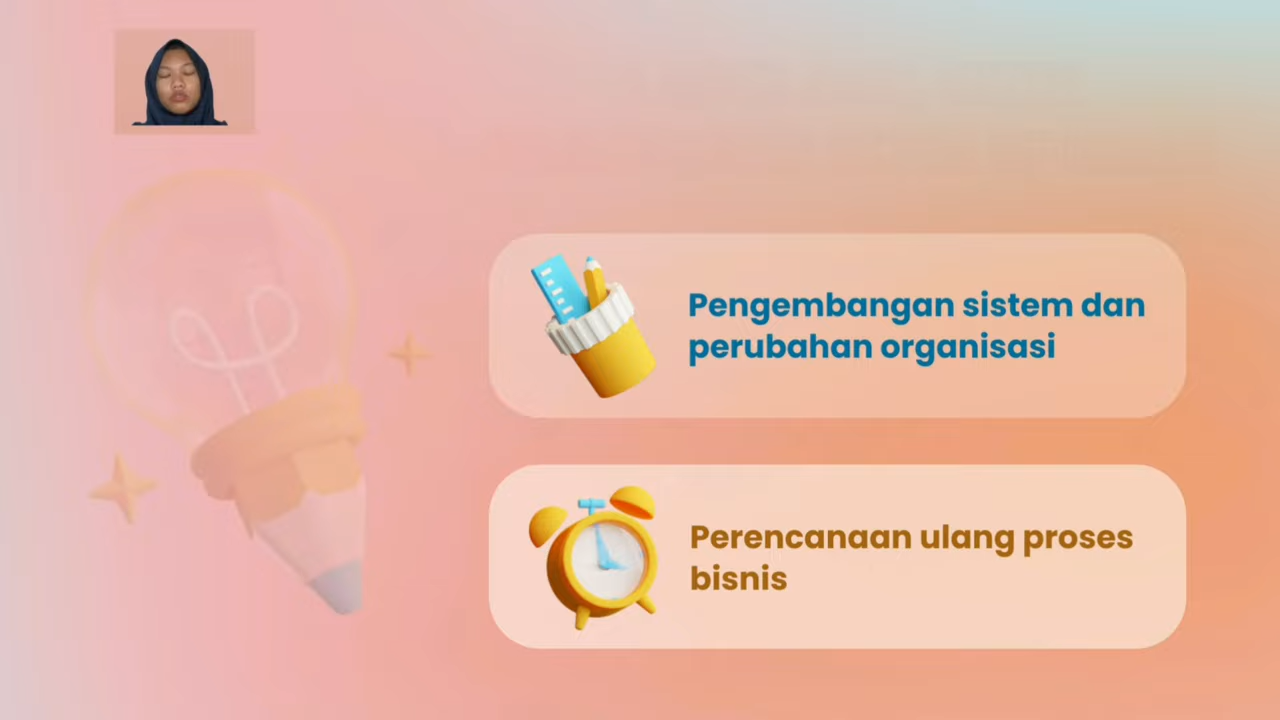 Pengembangan sistem dan
perubahan organisasi
Perencanaan ulang proses
bisnis